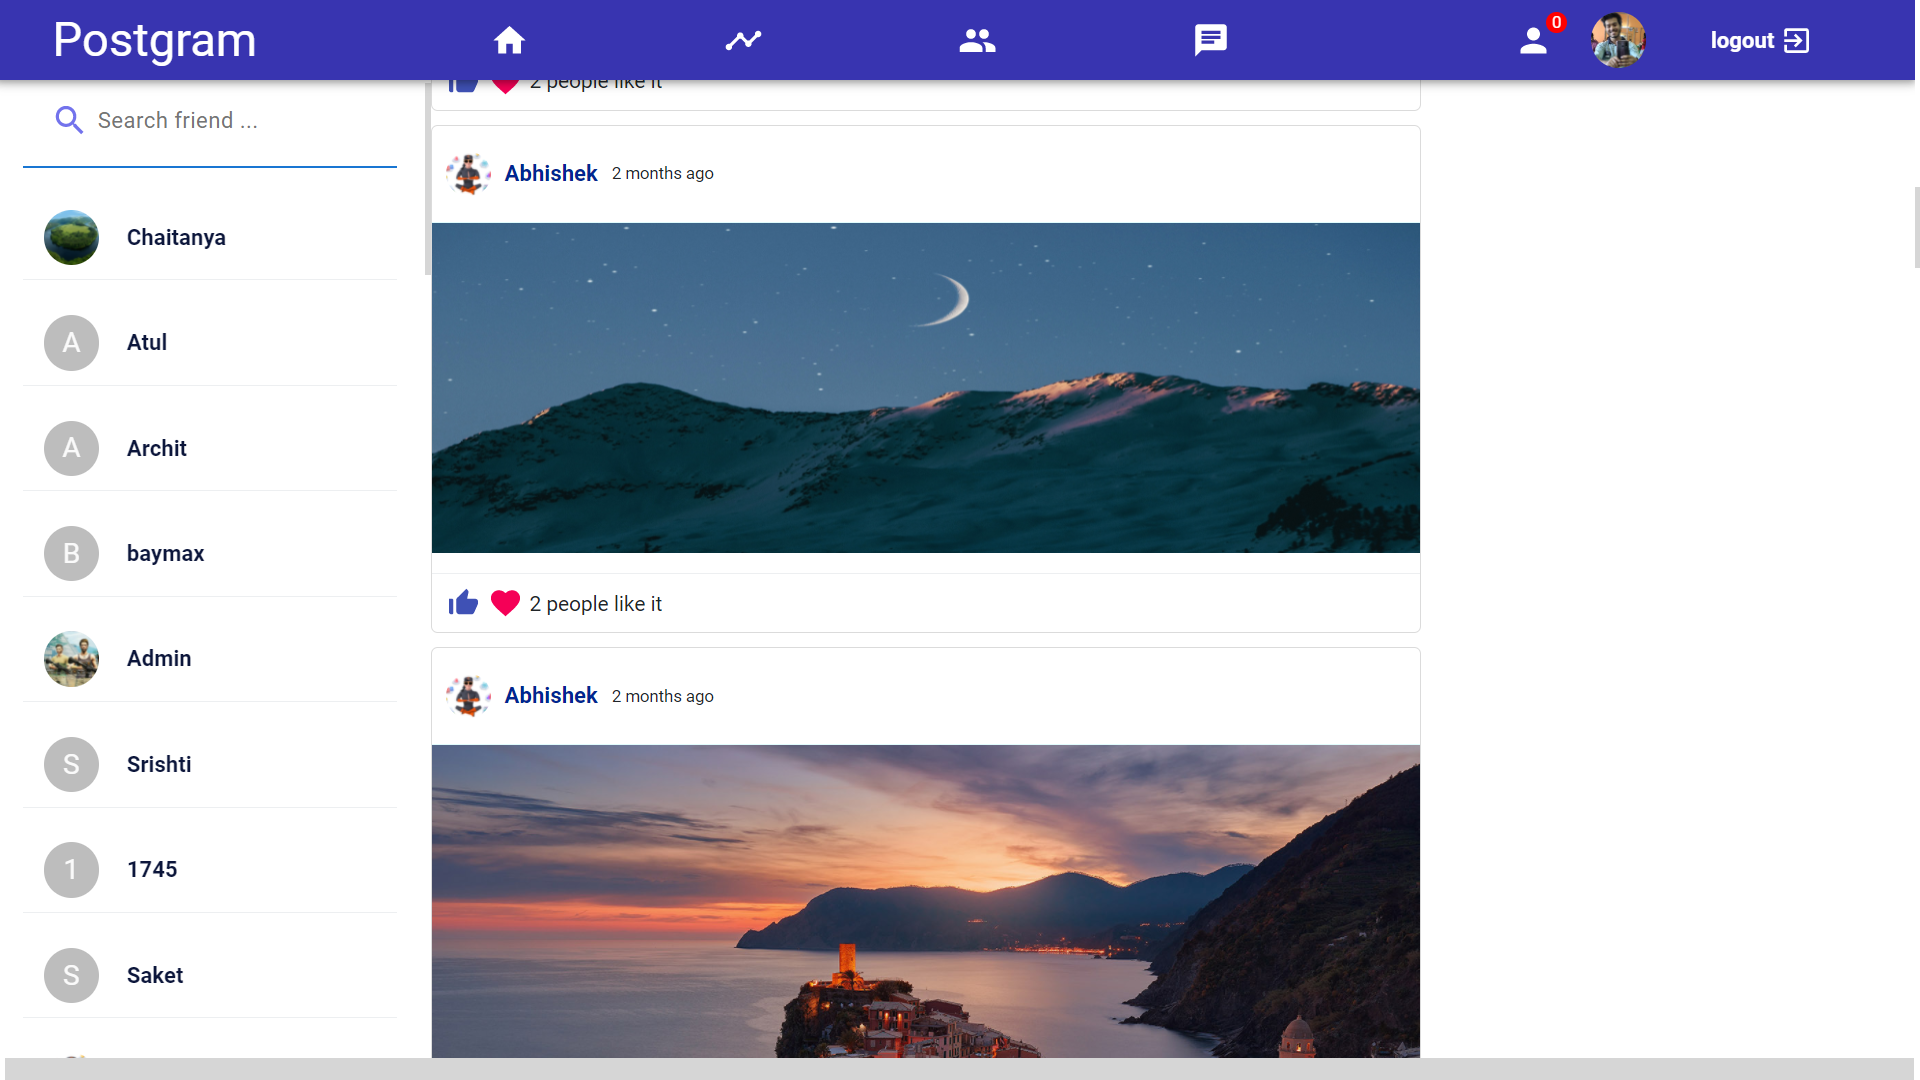 Postgram
0
logout
Search friend ...
Chaitanya
A
Atul
A
Archit
B
baymax
Admin
S
Srishti
1
1745
S
Saket
2 people like it
Abhishek 2 months ago
2 people like it
Abhishek 2 months ago